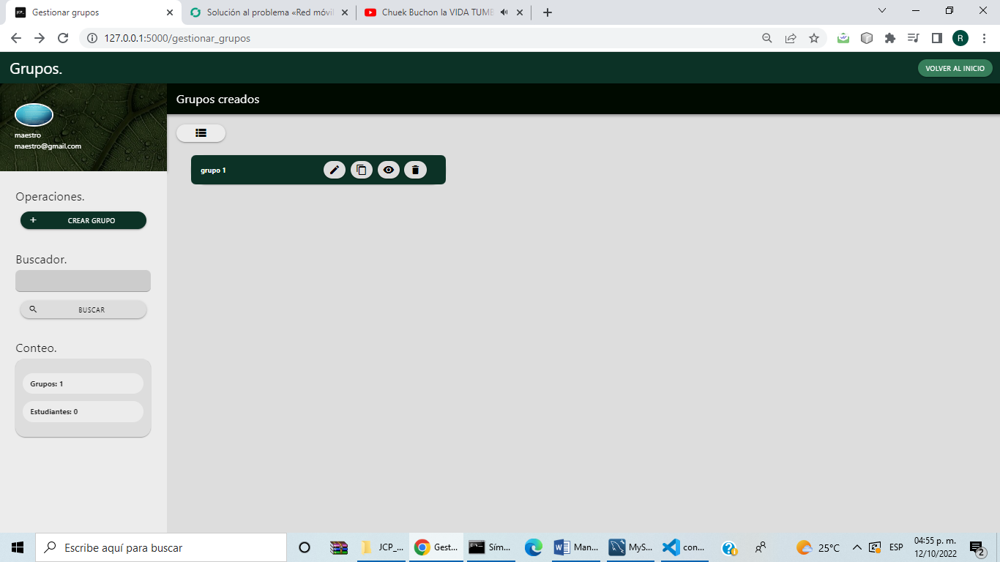 Gestionar grupos
Solución al problema «Red móvil
Chuek Buchon la VIDA TUMB
127.0.0.1:5000/gestionar_grupos
R
Grupos.
VOLVER AL INICIO
maestro
maestro@gmail.com
Grupos creados
grupo 1
Operaciones.
+ CREAR GRUPO
Buscador.
BUSCAR
Conteo.
Grupos: 1
Estudiantes: 0
Escribe aquí para buscar
JCP_...
Gest...
Sím...
Man...
MyS...
con...
25°C
ESP
04:55 p. m.
12/10/2022
2